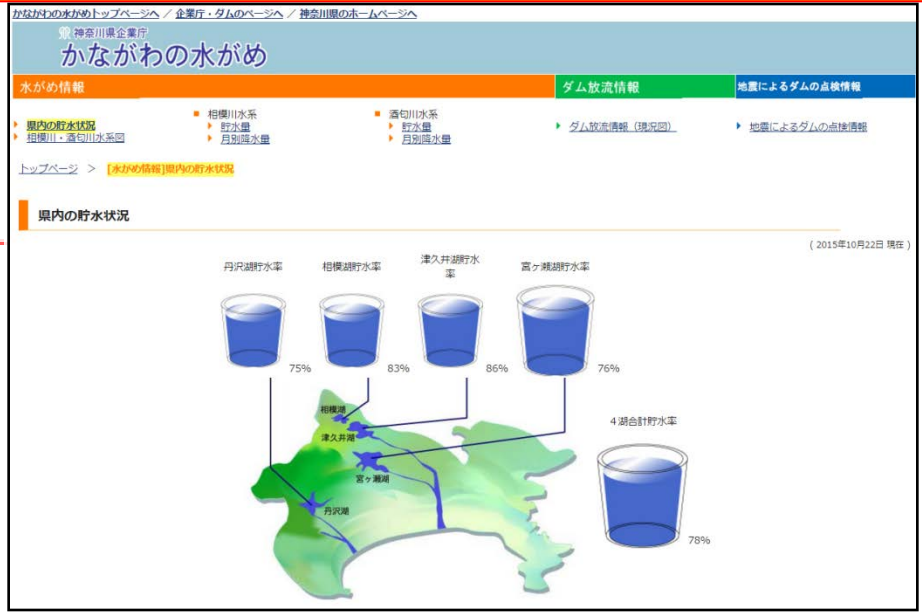 かながわの水がめトップページへ ／ 企業庁・ダムのページへ ／ 神奈川県のホームページへ
神奈川県企業庁
かながわの水がめ
水がめ情報 ダム放流情報 地震によるダムの点検情報
県内の貯水状況
相模川・酒匂川水系図
相模川水系
貯水量
月別降水量
酒匂川水系
貯水量
月別降水量
ダム放流情報（現況図）
地震によるダムの点検情報
トップページ ＞ [水がめ情報]県内の貯水状況
県内の貯水状況
( 2015年10月22日 現在 )
丹沢湖貯水率
相模湖貯水率
津久井湖貯水
率
宮ヶ瀬湖貯水率
75%
83%
86%
76%
相模湖
津久井湖
宮ヶ瀬湖
丹沢湖
４湖合計貯水率
78%